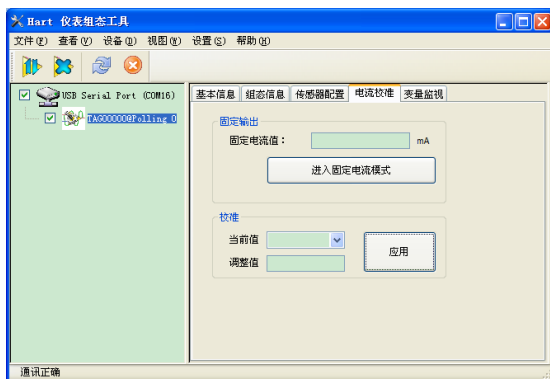 Hart 仪表组态工具
文件(F) 查看(V) 设备(D) 视图(W) 设置(S) 帮助(H)
USB Serial Port (COM16)
TAG00000@Polling 0
基本信息 组态信息 传感器配置 电流校准 变量监视
固定输出
固定电流值： mA
进入固定电流模式
校准
当前值
调整值
应用
通讯正确